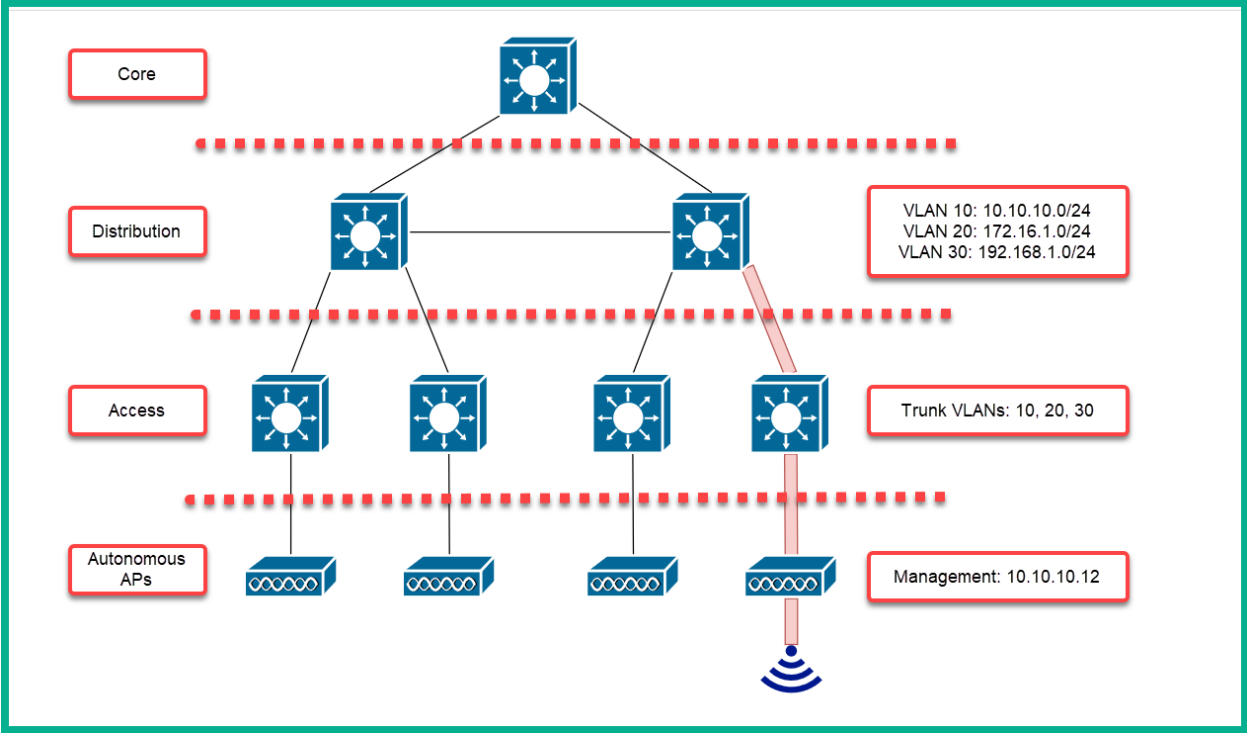 Core
Distribution
VLAN 10: 10.10.10.0/24
VLAN 20: 172.16.1.0/24
VLAN 30: 192.168.1.0/24
Access
Trunk VLANs: 10, 20, 30
Autonomous
APs
Management: 10.10.10.12